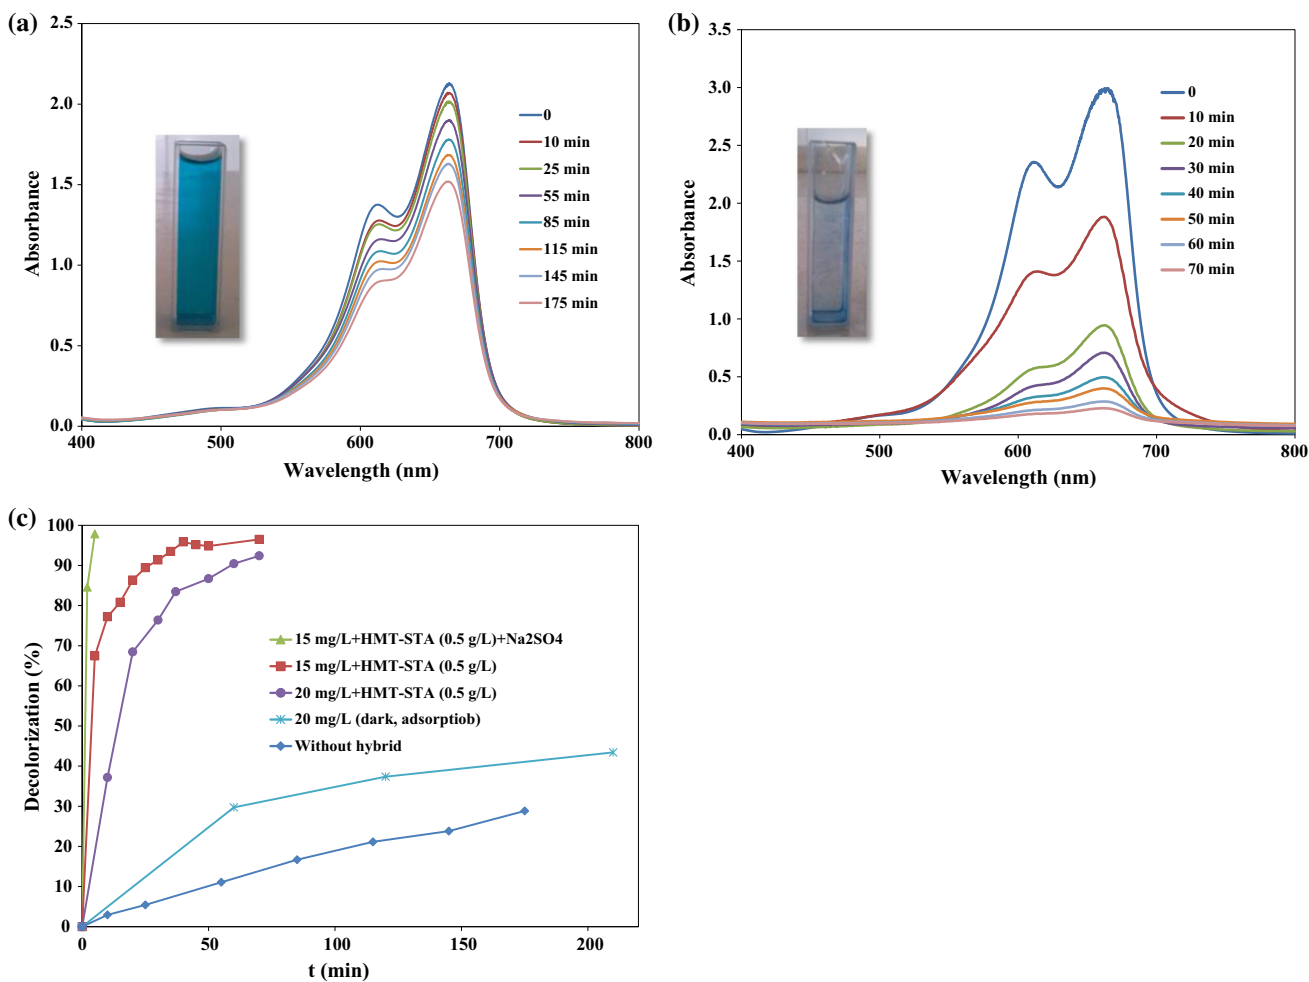 (a)
2.5
2.0
1.5
1.0
0.5
0.0
Absorbance
400
500
600
700
800
Wavelength (nm)
0
10 min
25 min
55 min
85 min
115 min
145 min
175 min
(b)
3.5
3.0
2.5
2.0
1.5
1.0
0.5
0.0
Absorbance
400
500
600
700
800
Wavelength (nm)
0
10 min
20 min
30 min
40 min
50 min
60 min
70 min
(c)
100
90
80
70
60
50
40
30
20
10
0
Decolorization (%)
0
50
100
150
200
t (min)
15 mg/L+HMT-STA (0.5 g/L)+Na2SO4
15 mg/L+HMT-STA (0.5 g/L)
20 mg/L+HMT-STA (0.5 g/L)
20 mg/L (dark, adsorptiob)
Without hybrid